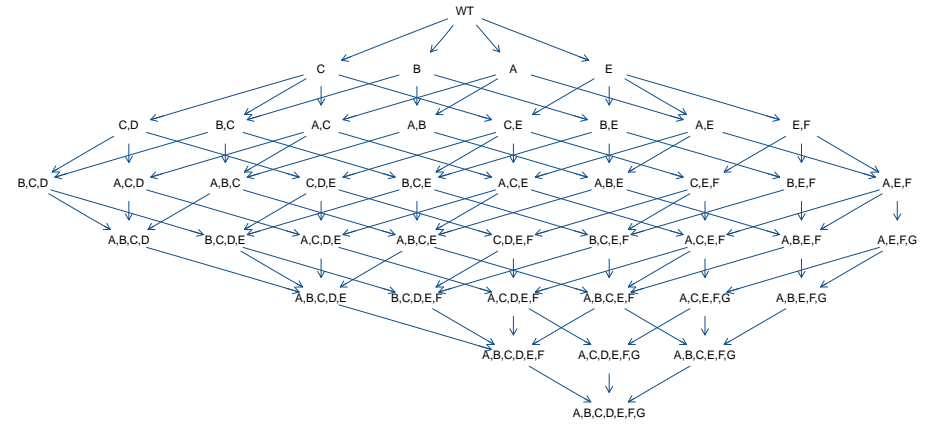 WT
C B A E
C,D B,C A,C A,B C,E B,E A,E E,F
B,C,D A,C,D A,B,C C,D,E B,C,E A,C,E A,B,E C,E,F B,E,F A,E,F
A,B,C,D B,C,D,E A,C,D,E A,B,C,E C,D,E,F B,C,E,F A,C,E,F A,B,E,F A,E,F,G
A,B,C,D,E B,C,D,E,F A,C,D,E,F A,B,C,E,F A,C,E,F,G A,B,E,F,G
A,B,C,D,E,F A,C,D,E,F,G A,B,C,E,F,G
A,B,C,D,E,F,G